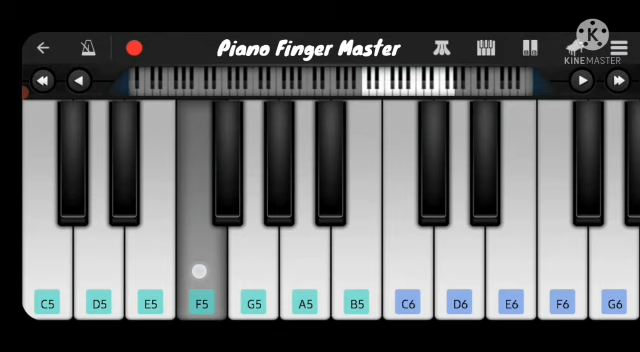 Piano Finger Master
K
KINEMASTER
C5 D5 E5 F5 G5 A5 B5 C6 D6 E6 F6 G6